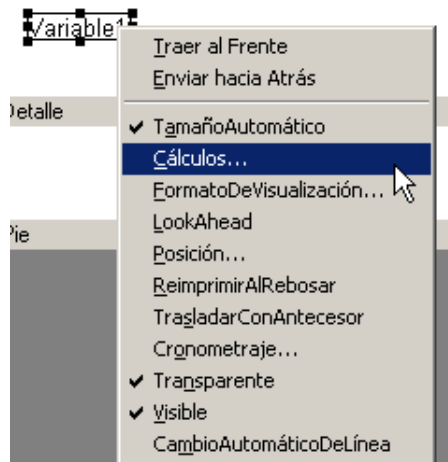 Variable1
Traer al Frente
Enviar hacia Atrás
Detalle
TamañoAutomático
Cálculos...
FormatoDeVisualización...
LookAhead
Pie
Posición...
ReimprimirAlRebosar
TrasladarConAntecesor
Cronometraje...
Transparente
Visible
CambioAutomáticoDeLínea